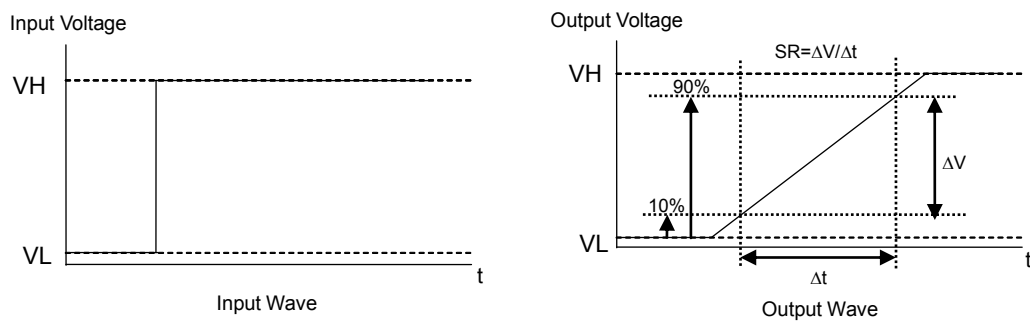 Input Voltage
VH
VL
t
Input Wave
Output Voltage
SR=ΔV/Δt
VH
90%
ΔV
10%
VL
t
Δt
Output Wave